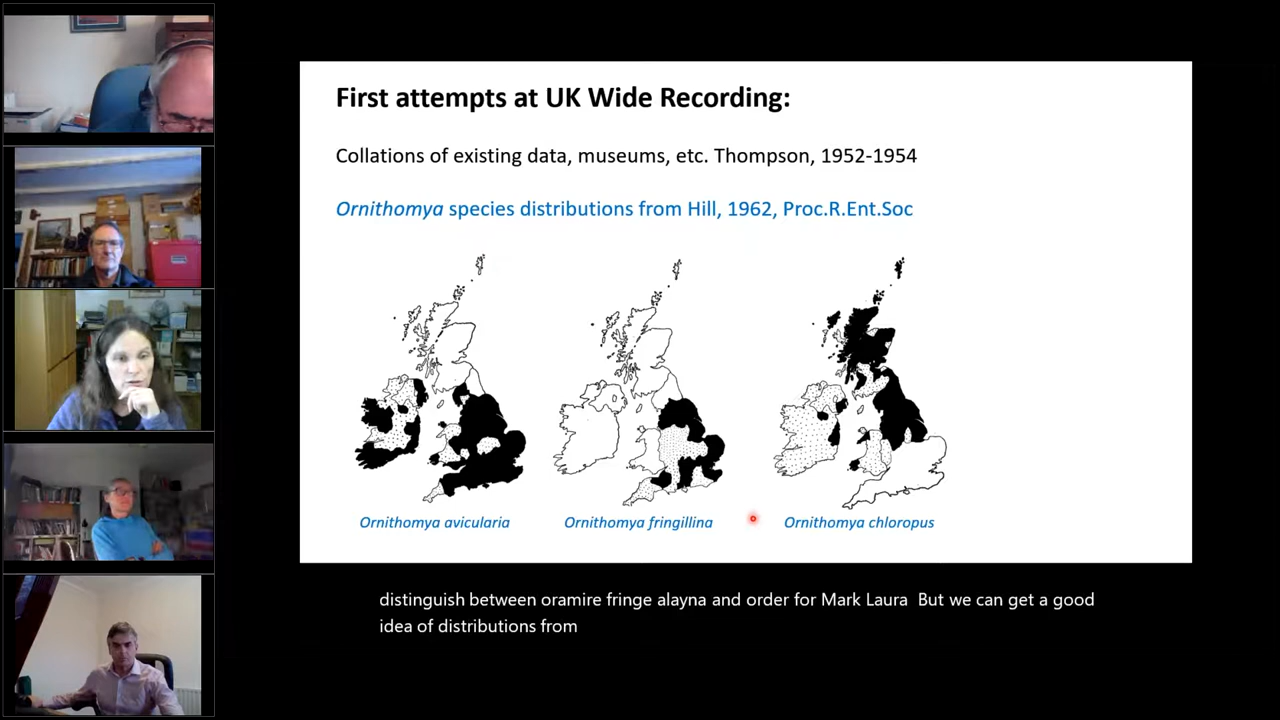 First attempts at UK Wide Recording:
Collations of existing data, museums, etc. Thompson, 1952-1954
Ornithomya species distributions from Hill, 1962, Proc.R.Ent.Soc
Ornithomya avicularia
Ornithomya fringillina
Ornithomya chloropus
distinguish between oramire fringe alayna and order for Mark Laura  But we can get a good
idea of distributions from